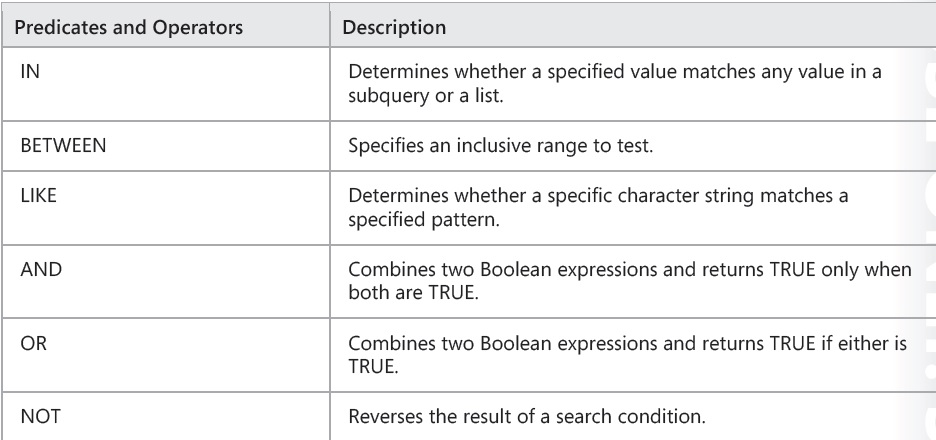 Predicates and Operators Description
IN Determines whether a specified value matches any value in a
subquery or a list.
BETWEEN Specifies an inclusive range to test.
LIKE Determines whether a specific character string matches a
specified pattern.
AND Combines two Boolean expressions and returns TRUE only when
both are TRUE.
OR Combines two Boolean expressions and returns TRUE if either is
TRUE.
NOT Reverses the result of a search condition.